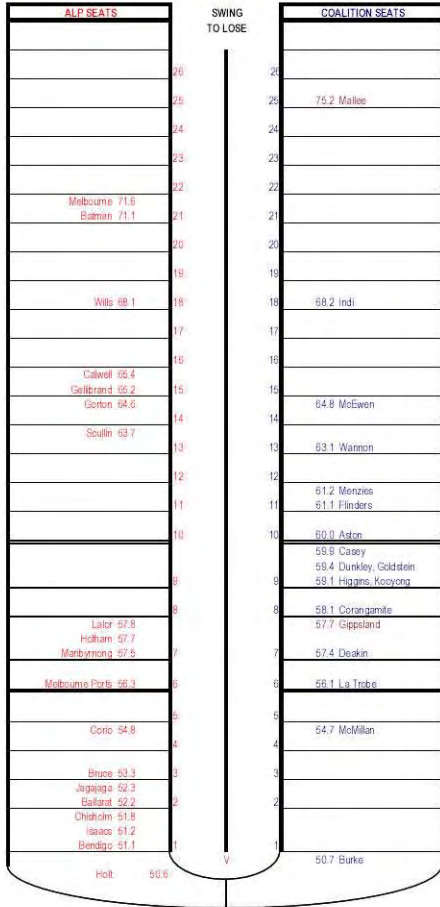 ALP SEATS SWING COALITION SEATS
TO LOSE
26 26
25 25 75.2 Mallee
24 24
23 23
22 22
Melbourne 71.6
Batman 71.1 21 21
20 20
19 19
Wills 68.1 18 18 68.2 Indi
17 17
16 16
Calwell 65.4
Gellibrand 65.2 15 15
Gorton 64.6 64.8 McEwen
14 14
Scullin 63.7
13 13 63.1 Wannon
12 12
61.2 Menzies
11 11 61.1 Flinders
10 10 60.0 Aston
59.9 Casey
59.4 Dunkley, Goldstein
9 9 59.1 Higgins, Kooyong
8 8 58.1 Corangamite
Lalor 57.8 57.7 Gippsland
Hotham 57.7
Maribyrnong 57.5 7 7 57.4 Deakin
Melbourne Ports 56.3 6 6 56.1 La Trobe
5 5
Corio 54.8 54.7 McMillan
4 4
Bruce 53.3 3 3
Jagajaga 52.3
Ballarat 52.2 2 2
Chisholm 51.8
Isaacs 51.2
Bendigo 51.1 1 1
V 50.7 Burke
Holt 50.6